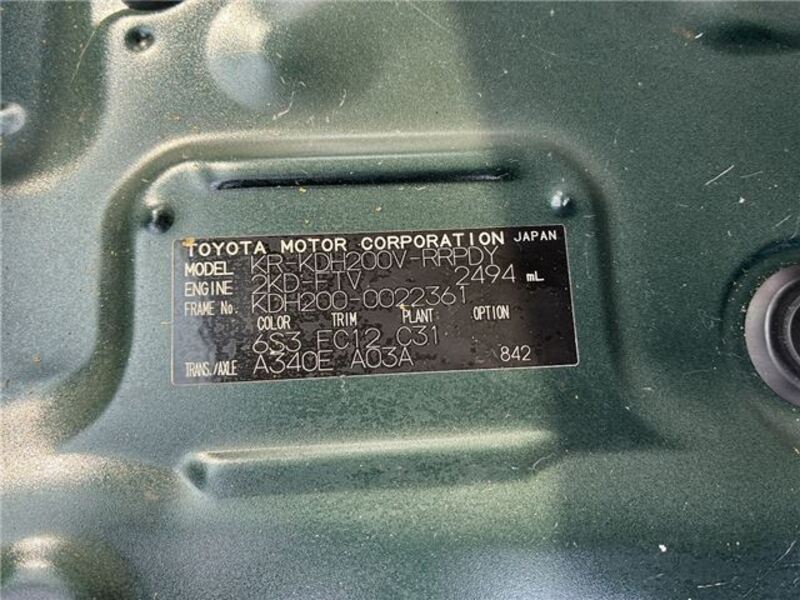 TOYOTA MOTOR CORPORATION JAPAN
MODEL KR-KDH200V-RRPDY
ENGINE 2KD-FTV 2494 mL
FRAME No. KDH200-0022361
COLOR TRIM PLANT OPTION
6S3 FC12 C31
TRANS./AXLE A340E A03A 842